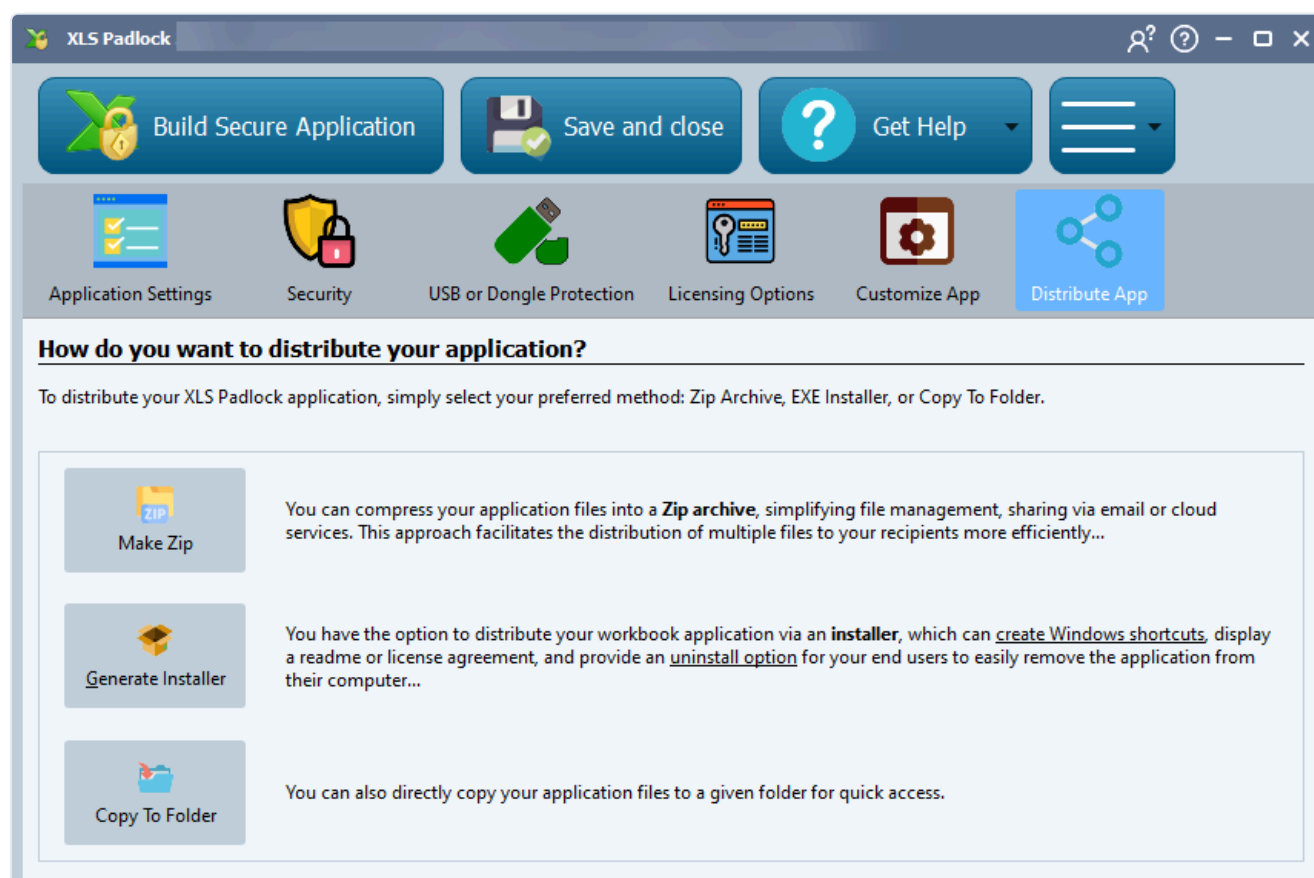 XLS Padlock
Build Secure Application
Save and close
Get Help
Application Settings
Security
USB or Dongle Protection
Licensing Options
Customize App
Distribute App
How do you want to distribute your application?
To distribute your XLS Padlock application, simply select your preferred method: Zip Archive, EXE Installer, or Copy To Folder.
ZIP
Make Zip
You can compress your application files into a Zip archive, simplifying file management, sharing via email or cloud
services. This approach facilitates the distribution of multiple files to your recipients more efficiently...
Generate Installer
You have the option to distribute your workbook application via an installer, which can create Windows shortcuts, display
a readme or license agreement, and provide an uninstall option for your end users to easily remove the application from
their computer...
Copy To Folder
You can also directly copy your application files to a given folder for quick access.